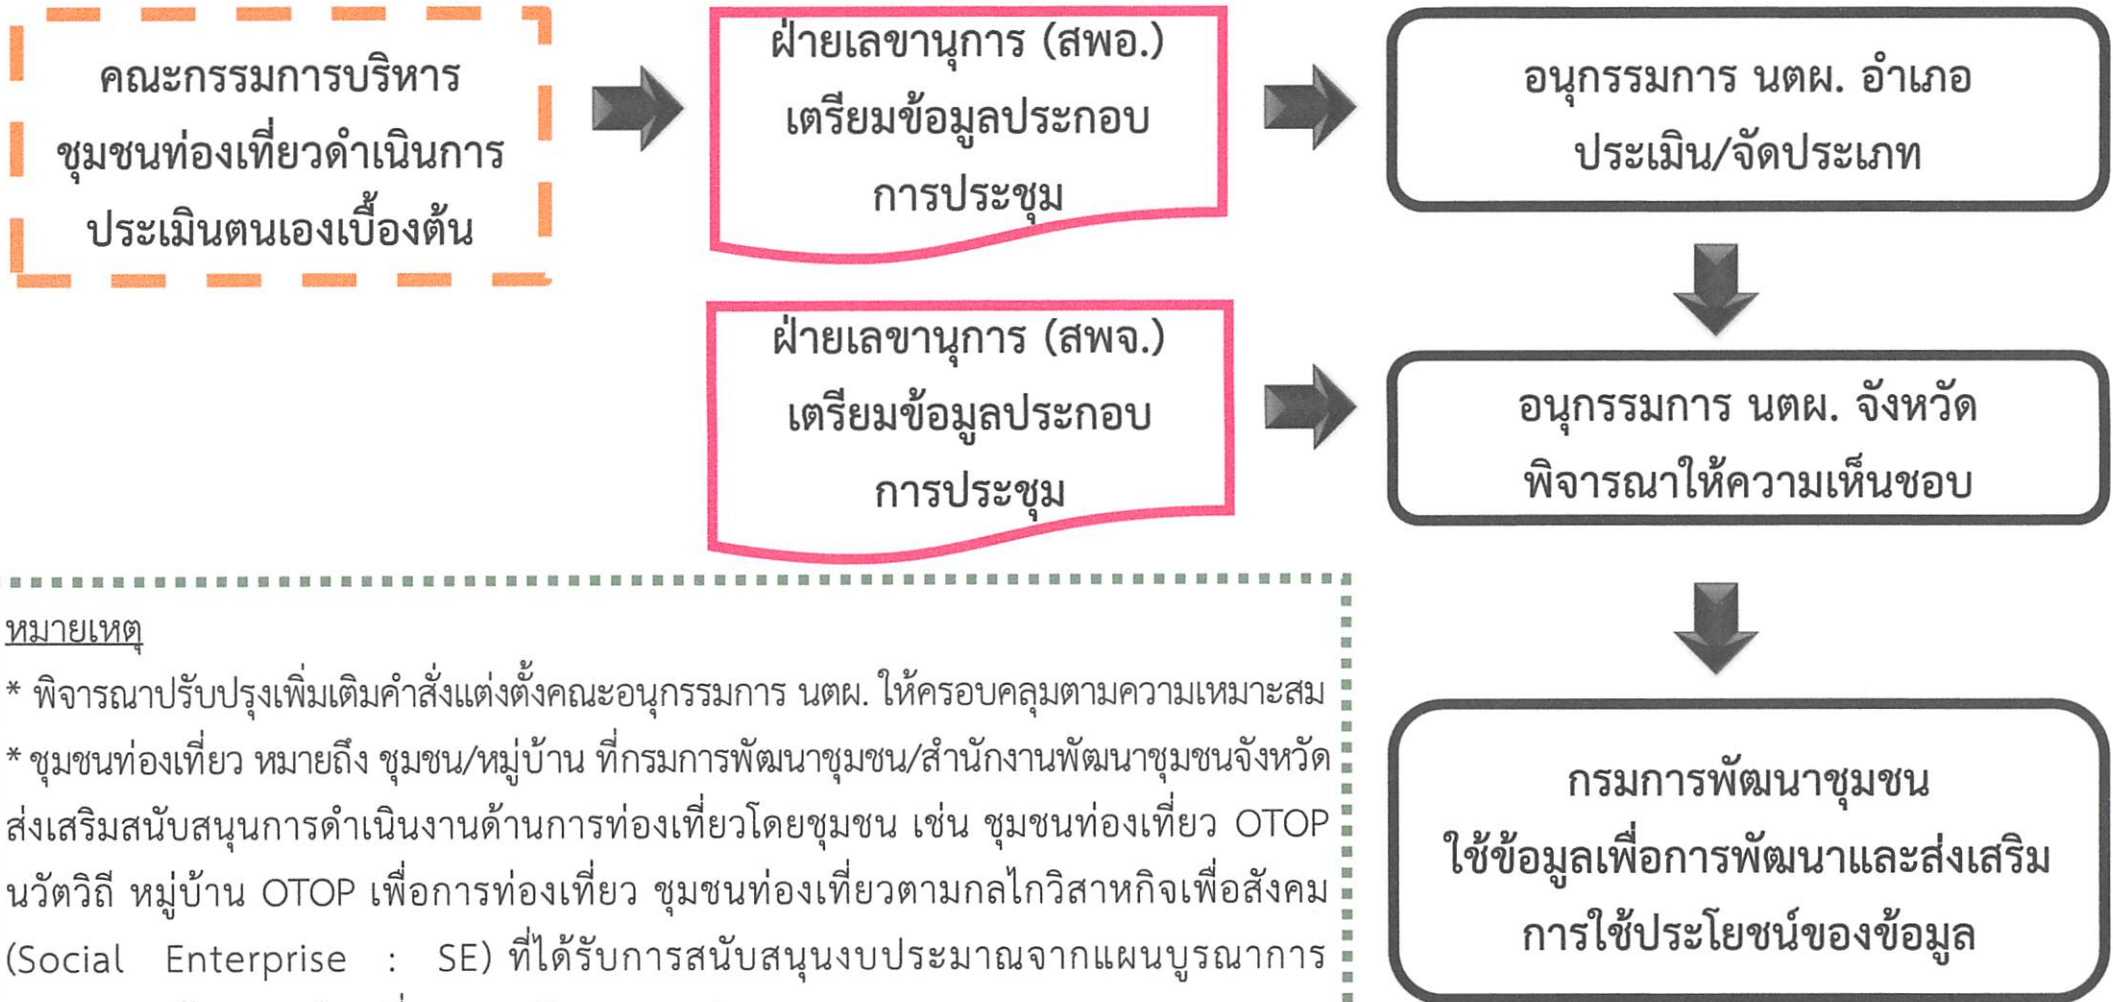 คณะกรรมการบริหาร
ชุมชนท่องเที่ยวดำเนินการ
ประเมินตนเองเบื้องต้น
ฝ่ายเลขานุการ (สพอ.)
เตรียมข้อมูลประกอบ
การประชุม
อนุกรรมการ นตผ. อำเภอ
ประเมิน/จัดประเภท
ฝ่ายเลขานุการ (สพจ.)
เตรียมข้อมูลประกอบ
การประชุม
อนุกรรมการ นตผ. จังหวัด
พิจารณาให้ความเห็นชอบ
กรมการพัฒนาชุมชน
ใช้ข้อมูลเพื่อการพัฒนาและส่งเสริม
การใช้ประโยชน์ของข้อมูล
หมายเหตุ
* พิจารณาปรับปรุงเพิ่มเติมคำสั่งแต่งตั้งคณะอนุกรรมการ นตผ. ให้ครอบคลุมตามความเหมาะสม
* ชุมชนท่องเที่ยว หมายถึง ชุมชน/หมู่บ้าน ที่กรมการพัฒนาชุมชน/สำนักงานพัฒนาชุมชนจังหวัด
ส่งเสริมสนับสนุนการดำเนินงานด้านการท่องเที่ยวโดยชุมชน เช่น ชุมชนท่องเที่ยว OTOP
นวัตวิถี หมู่บ้าน OTOP เพื่อการท่องเที่ยว ชุมชนท่องเที่ยวตามกลไกวิสาหกิจเพื่อสังคม
(Social Enterprise : SE) ที่ได้รับการสนับสนุนงบประมาณจากแผนบูรณาการ